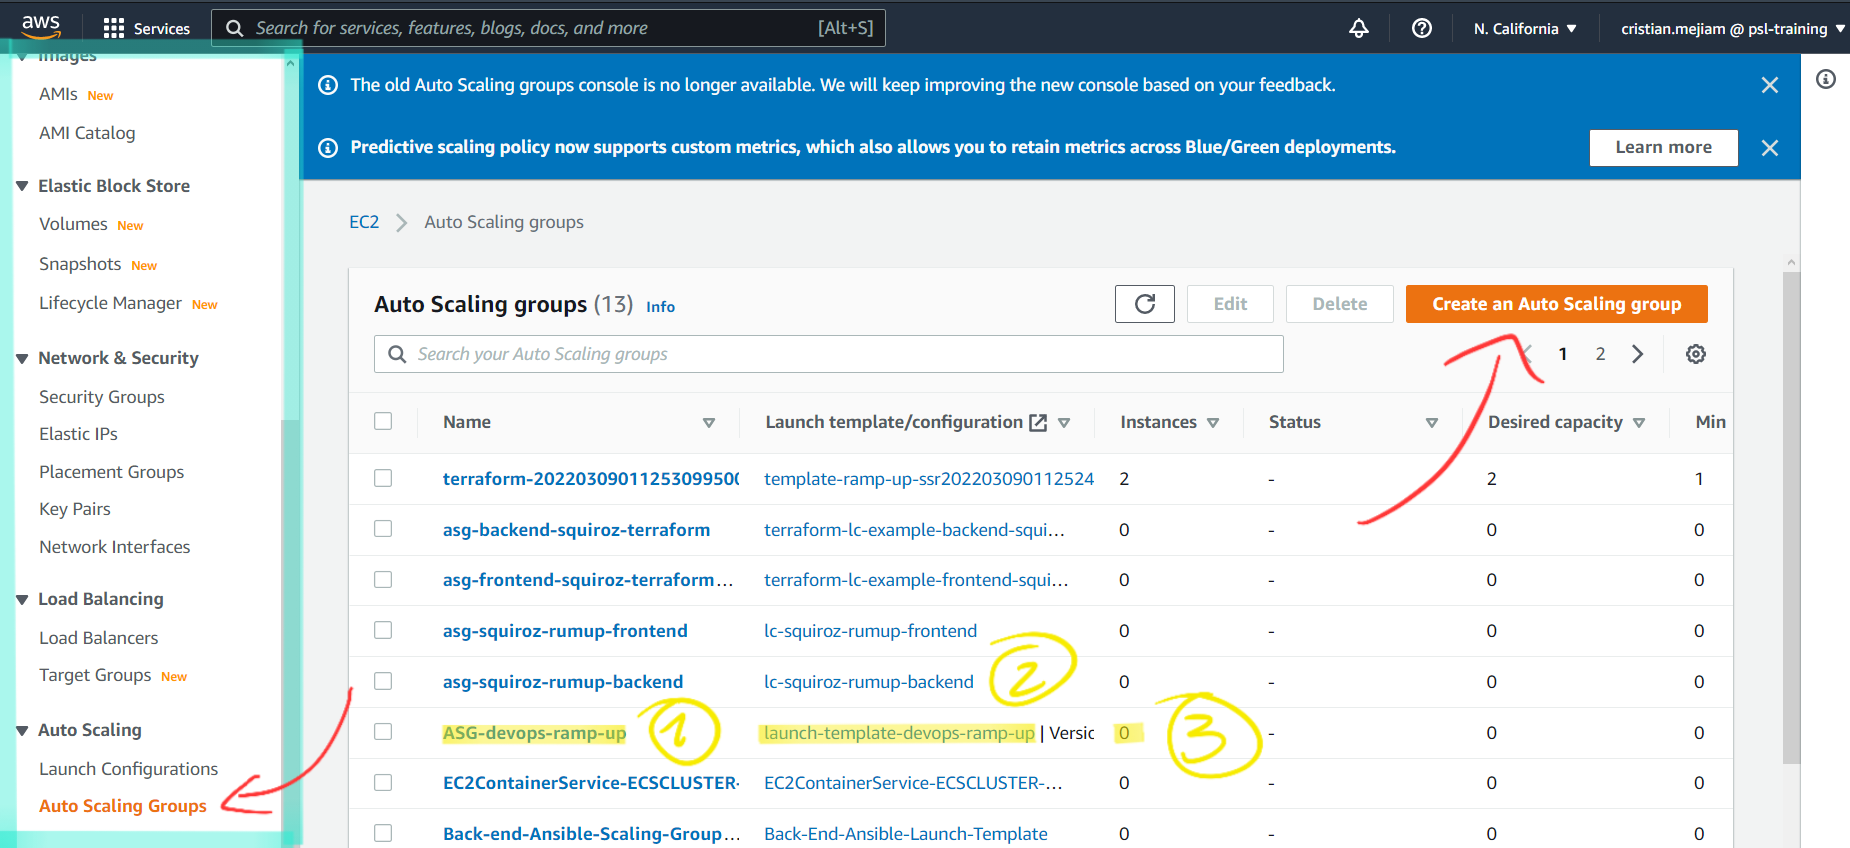 aws
Services
Search for services, features, blogs, docs, and more [Alt+S]
N. California
cristian.mejiam @ psl-training
Images
AMIs New
AMI Catalog
Elastic Block Store
Volumes New
Snapshots New
Lifecycle Manager New
Network & Security
Security Groups
Elastic IPs
Placement Groups
Key Pairs
Network Interfaces
Load Balancing
Load Balancers
Target Groups New
Auto Scaling
Launch Configurations
Auto Scaling Groups
The old Auto Scaling groups console is no longer available. We will keep improving the new console based on your feedback.
Predictive scaling policy now supports custom metrics, which also allows you to retain metrics across Blue/Green deployments.
Learn more
EC2 > Auto Scaling groups
Auto Scaling groups (13) Info
Edit
Delete
Create an Auto Scaling group
Search your Auto Scaling groups
1 2
Name Launch template/configuration Instances Status Desired capacity Min
terraform-2022030901125309950 template-ramp-up-ssr202203090112524 2 - 2 1
asg-backend-squiroz-terraform terraform-lc-example-backend-squi... 0 - 0 0
asg-frontend-squiroz-terraform... terraform-lc-example-frontend-squi... 0 - 0 0
asg-squiroz-rumup-frontend lc-squiroz-rumup-frontend 0 - 0 0
asg-squiroz-rumup-backend lc-squiroz-rumup-backend 2 0 - 0 0
ASG-devops-ramp-up 1 launch-template-devops-ramp-up | Versic 0 3 - 0 0
EC2ContainerService-ECSCLUSTER- EC2ContainerService-ECSCLUSTER-... 0 - 0 0
Back-end-Ansible-Scaling-Group... Back-End-Ansible-Launch-Template 0 - 0 0